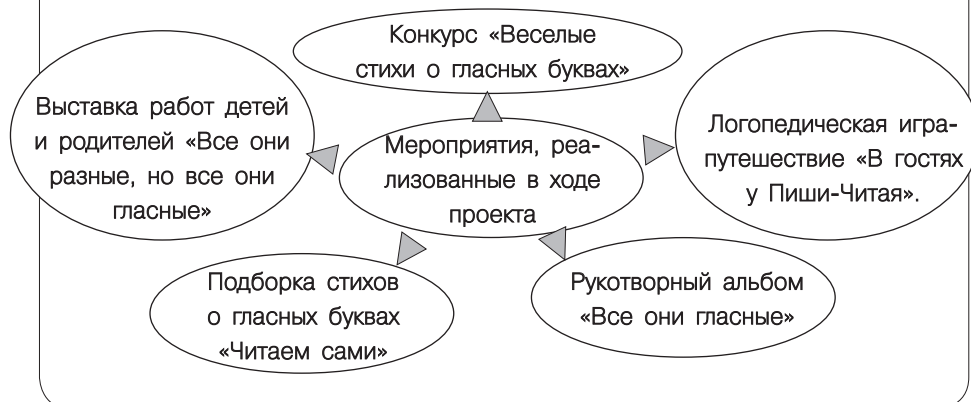 Конкурс «Веселые
стихи о гласных буквах»
Выставка работ детей
и родителей «Все они
разные, но все они
гласные»
Мероприятия, реа-
лизованные в ходе
проекта
Логопедическая игра-
путешествие «В гостях
у Пиши-Читая».
Подборка стихов
о гласных буквах
«Читаем сами»
Рукотворный альбом
«Все они гласные»